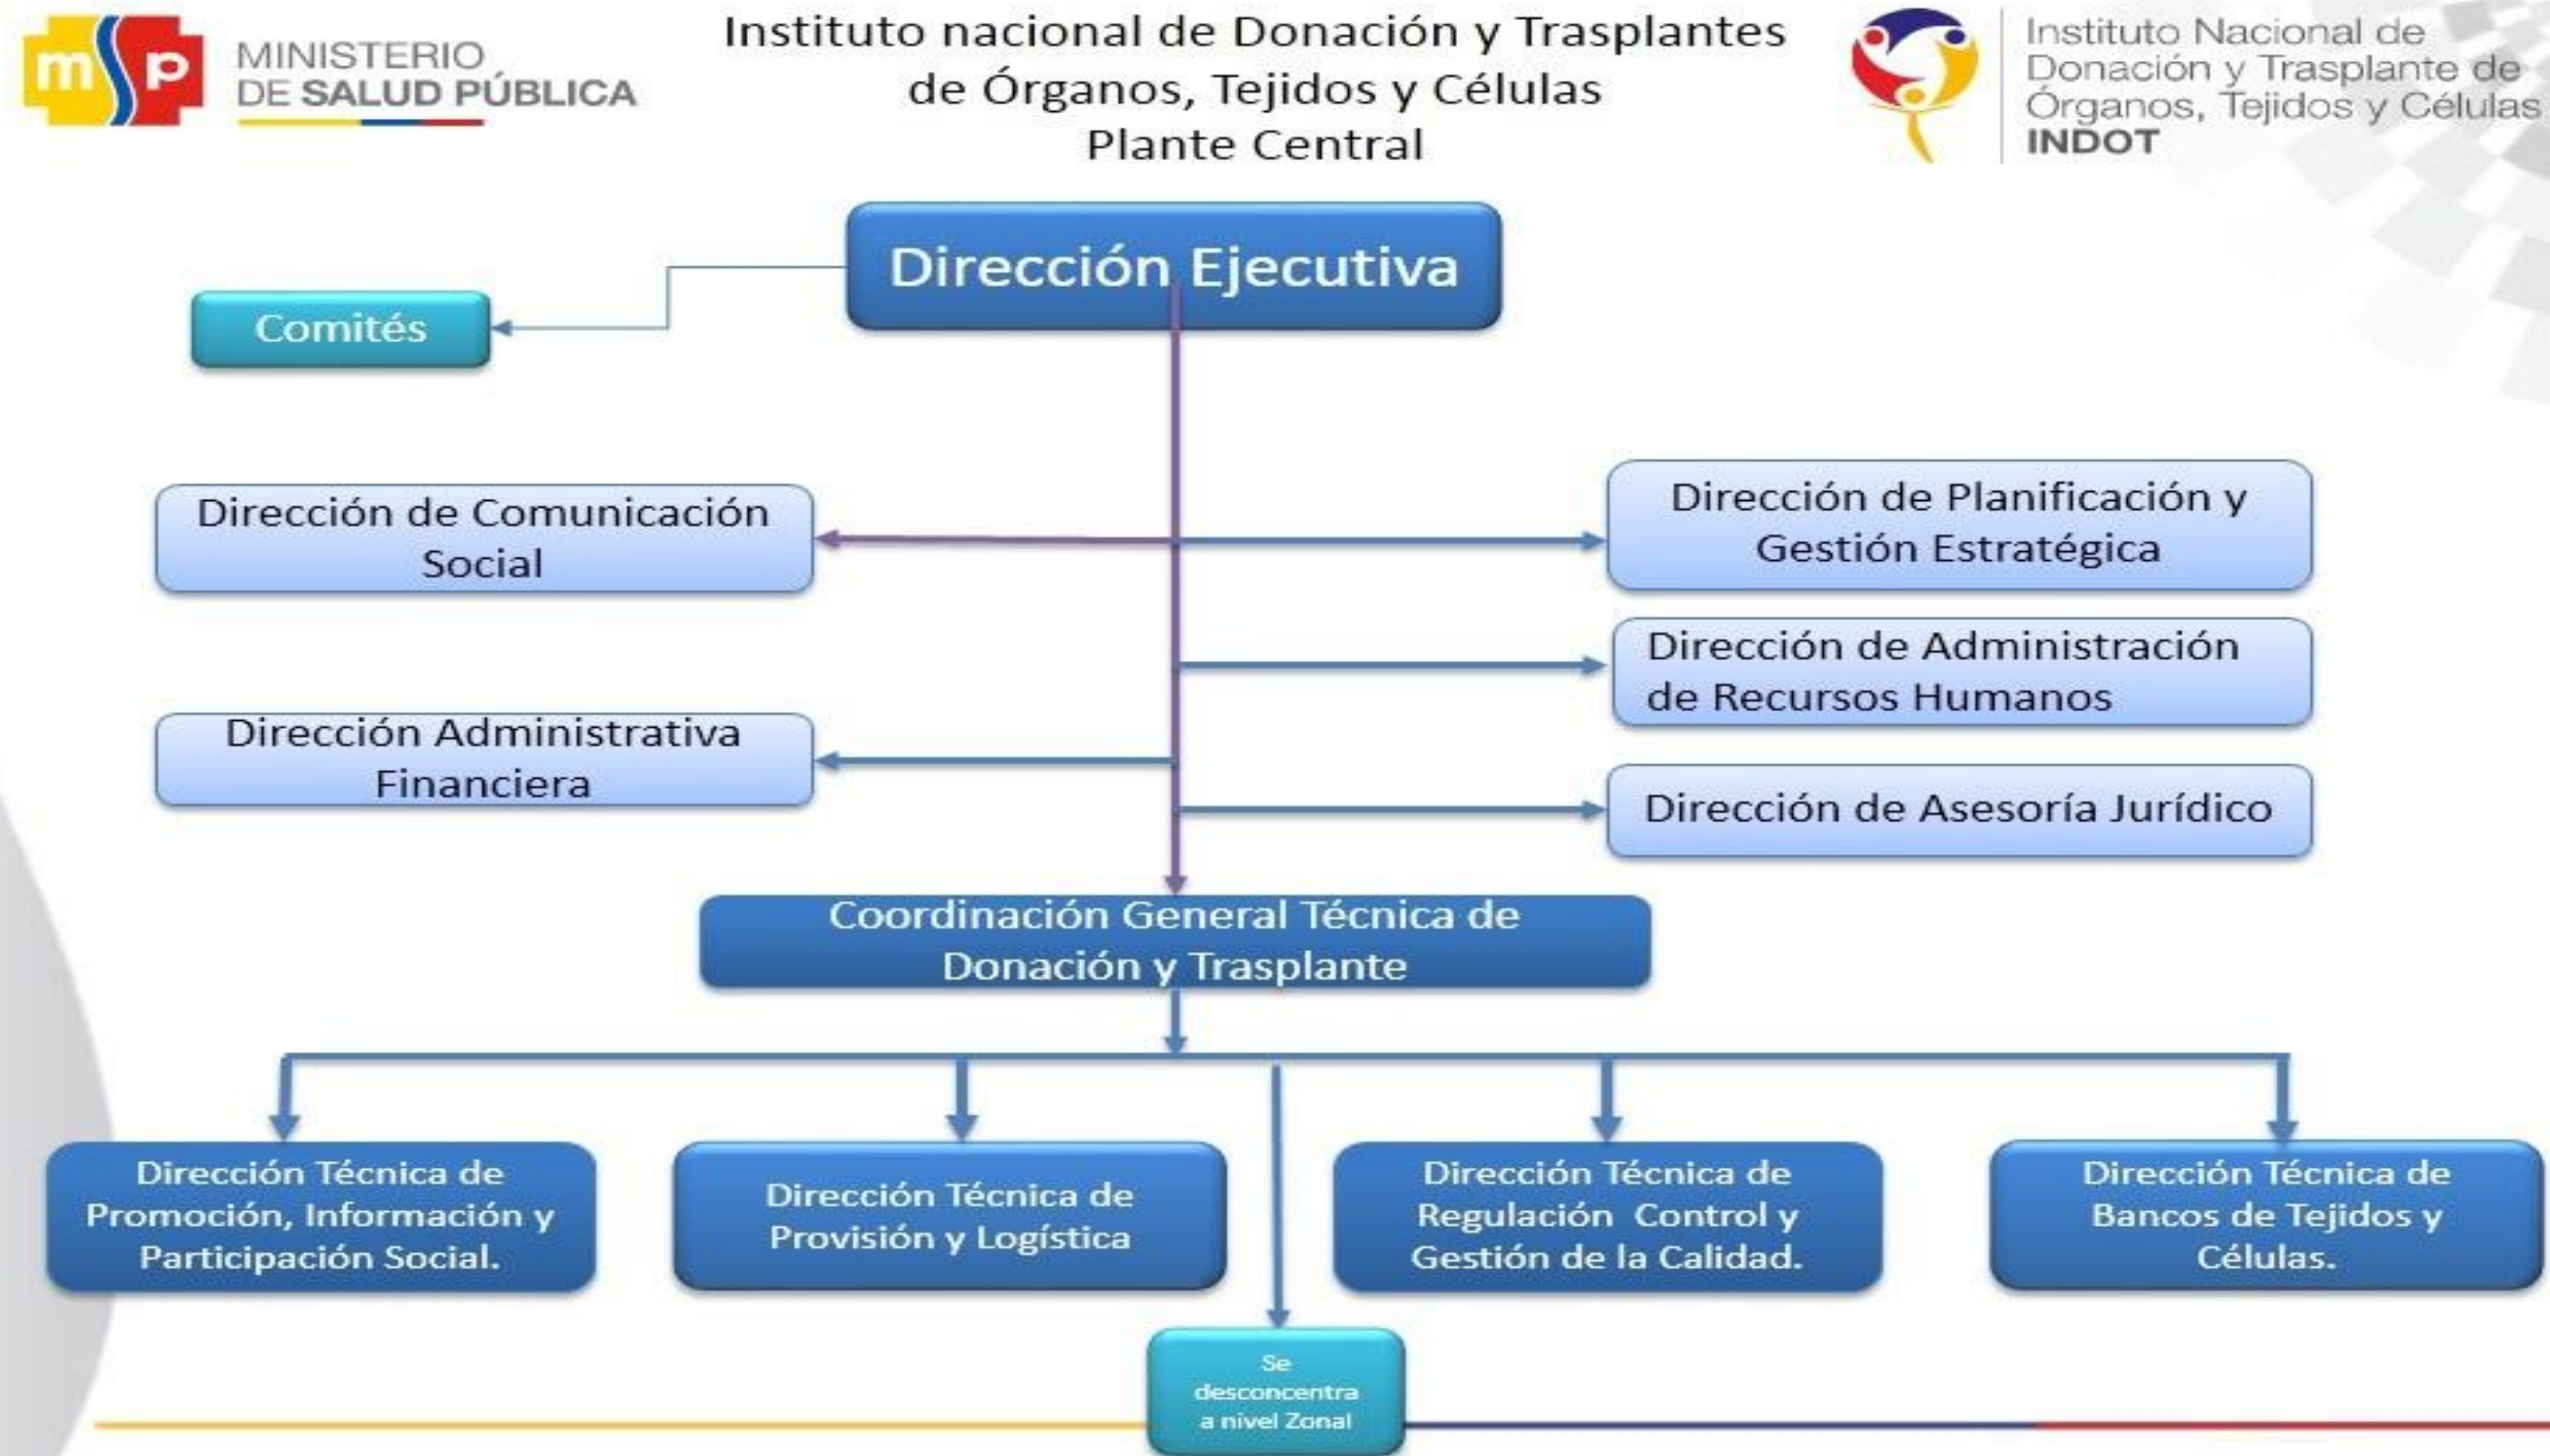 msp
MINISTERIO
DE SALUD PÚBLICA
Instituto nacional de Donación y Trasplantes
de Órganos, Tejidos y Células
Plante Central
Instituto Nacional de
Donación y Trasplante de
Órganos, Tejidos y Células
INDOT
Dirección Ejecutiva
Comités
Dirección de Comunicación
Social
Dirección de Planificación y
Gestión Estratégica
Dirección de Administración
de Recursos Humanos
Dirección Administrativa
Financiera
Dirección de Asesoría Jurídico
Coordinación General Técnica de
Donación y Trasplante
Dirección Técnica de
Promoción, Información y
Participación Social.
Dirección Técnica de
Provisión y Logística
Dirección Técnica de
Regulación Control y
Gestión de la Calidad.
Dirección Técnica de
Bancos de Tejidos y
Células.
Se
desconcentra
a nivel Zonal